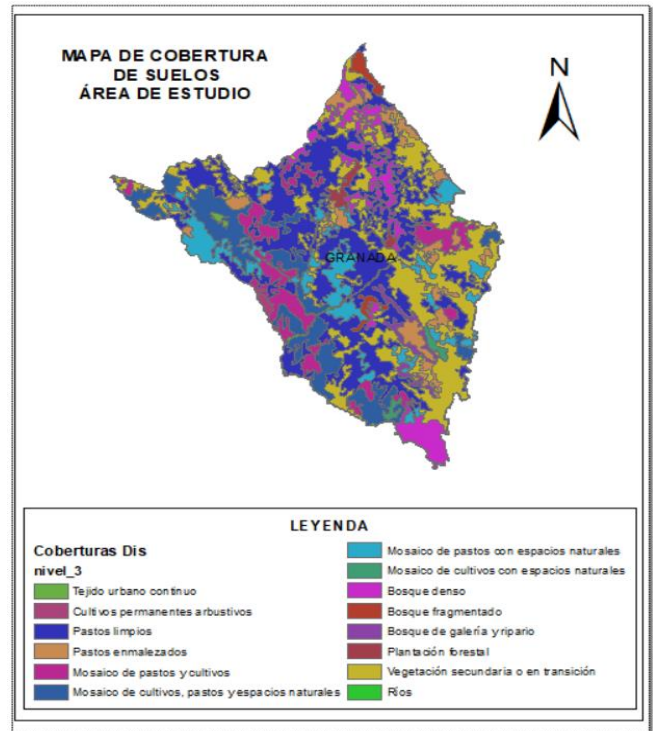 MAPA DE COBERTURA
DE SUELOS
ÁREA DE ESTUDIO
N
GRANADA
LEYENDA
Coberturas Dis
nivel_3
Tejido urbano continuo
Cultivos permanentes arbustivos
Pastos limpios
Pastos enmalezados
Mosaico de pastos y cultivos
Mosaico de cultivos, pastos y espacios naturales
Mosaico de pastos con espacios naturales
Mosaico de cultivos con espacios naturales
Bosque denso
Bosque fragmentado
Bosque de galería y ripario
Plantación forestal
Vegetación secundaria o en transición
Ríos